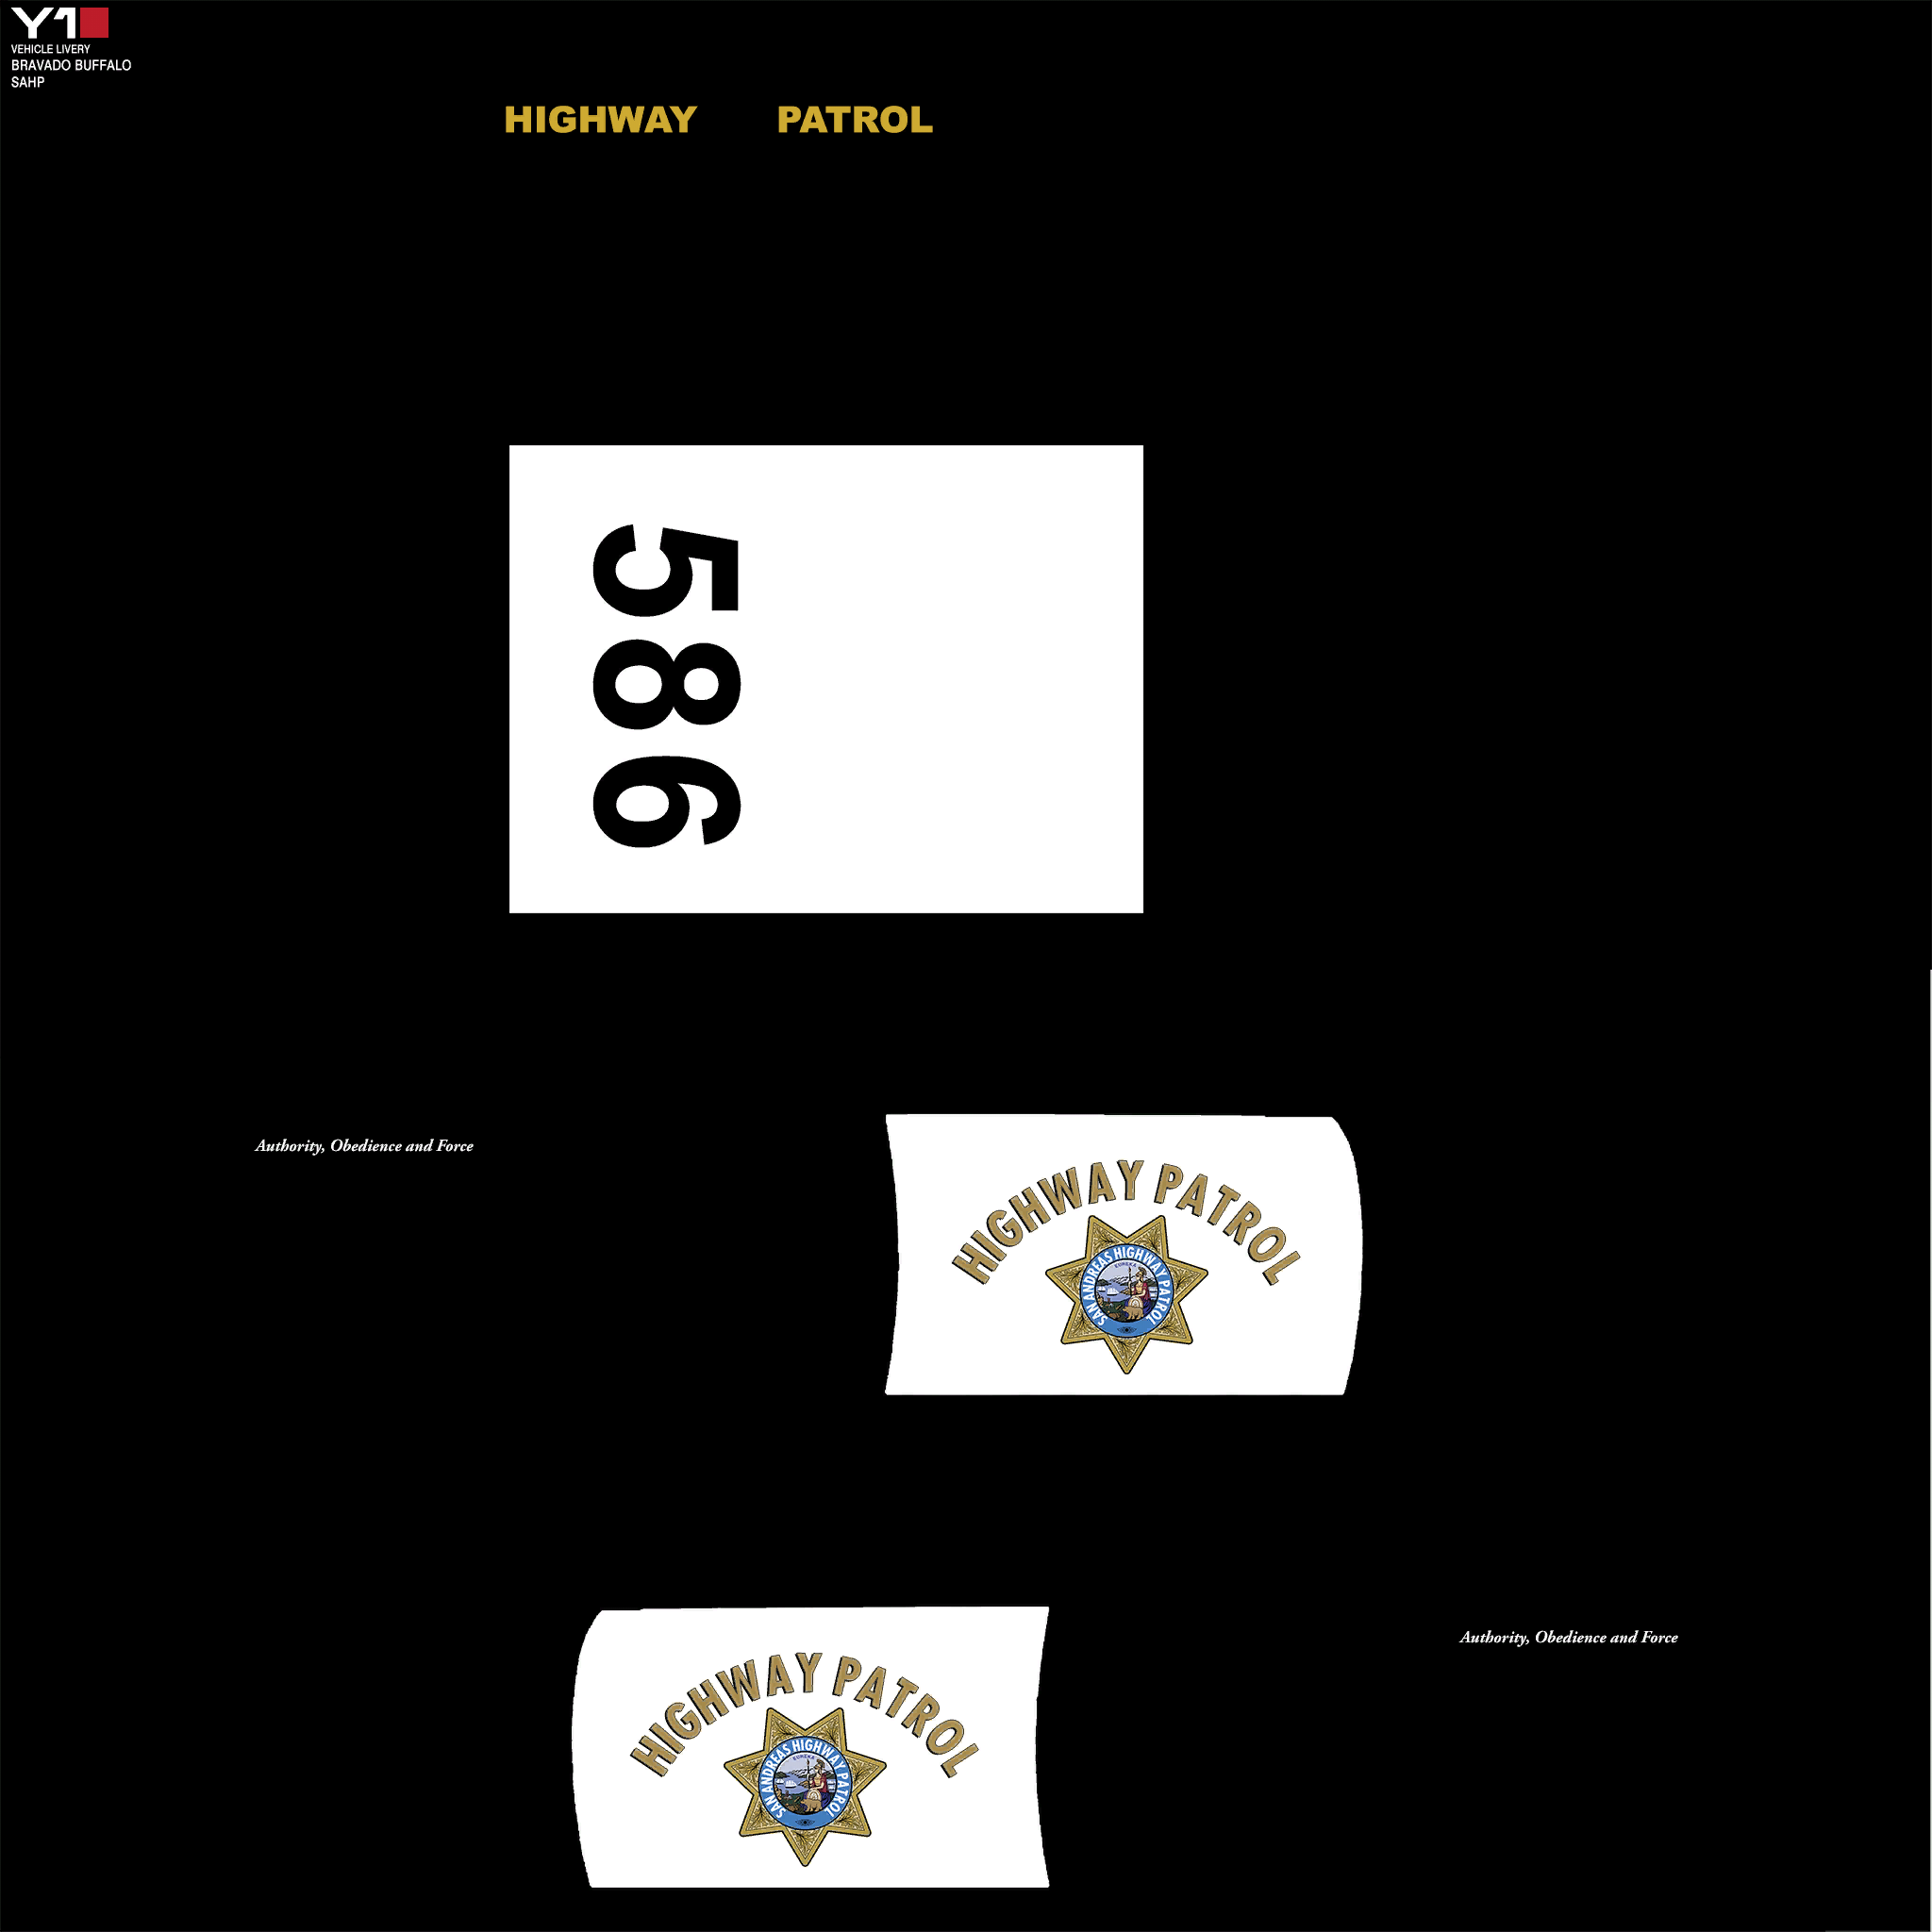 Y1
VEHICLE LIVERY
BRAVADO BUFFALO
SAHP
HIGHWAY PATROL
586
Authority, Obedience and Force
HIGHWAY PATROL
SAN ANDREAS HIGHWAY PATROL
EUREKA
Authority, Obedience and Force
HIGHWAY PATROL
SAN ANDREAS HIGHWAY PATROL
EUREKA